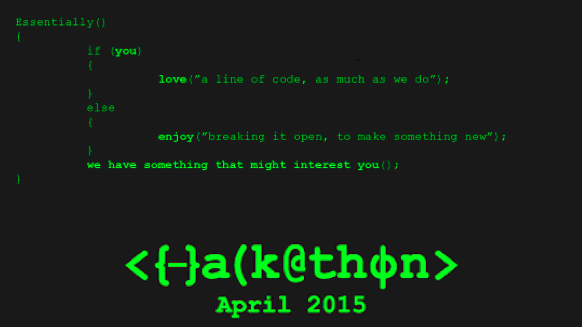 Essentially()
{
if (you)
{
love("a line of code, as much as we do");
}
else
{
enjoy("breaking it open, to make something new");
}
we have something that might interest you();
}
<{-}a(k@thφn>
April 2015